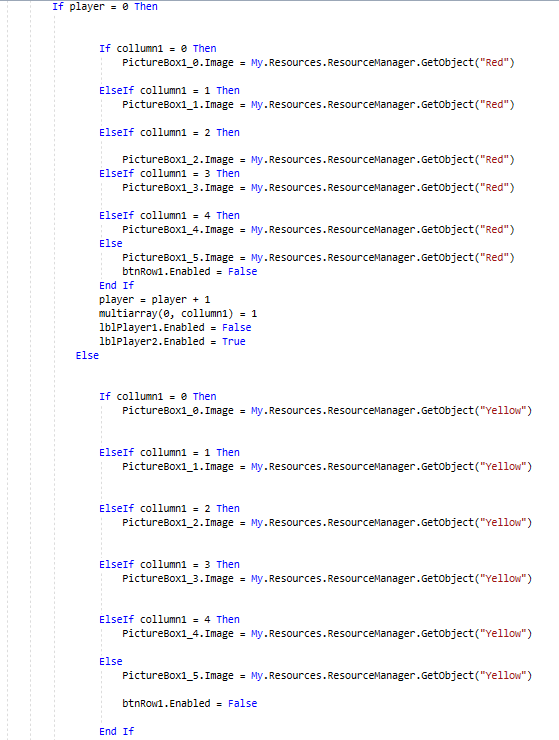 If player = 0 Then
If collumn1 = 0 Then
PictureBox1_0.Image = My.Resources.ResourceManager.GetObject("Red")
ElseIf collumn1 = 1 Then
PictureBox1_1.Image = My.Resources.ResourceManager.GetObject("Red")
ElseIf collumn1 = 2 Then
PictureBox1_2.Image = My.Resources.ResourceManager.GetObject("Red")
ElseIf collumn1 = 3 Then
PictureBox1_3.Image = My.Resources.ResourceManager.GetObject("Red")
ElseIf collumn1 = 4 Then
PictureBox1_4.Image = My.Resources.ResourceManager.GetObject("Red")
Else
PictureBox1_5.Image = My.Resources.ResourceManager.GetObject("Red")
btnRow1.Enabled = False
End If
player = player + 1
multiarray(0, collumn1) = 1
lblPlayer1.Enabled = False
lblPlayer2.Enabled = True
Else
If collumn1 = 0 Then
PictureBox1_0.Image = My.Resources.ResourceManager.GetObject("Yellow")
ElseIf collumn1 = 1 Then
PictureBox1_1.Image = My.Resources.ResourceManager.GetObject("Yellow")
ElseIf collumn1 = 2 Then
PictureBox1_2.Image = My.Resources.ResourceManager.GetObject("Yellow")
ElseIf collumn1 = 3 Then
PictureBox1_3.Image = My.Resources.ResourceManager.GetObject("Yellow")
ElseIf collumn1 = 4 Then
PictureBox1_4.Image = My.Resources.ResourceManager.GetObject("Yellow")
Else
PictureBox1_5.Image = My.Resources.ResourceManager.GetObject("Yellow")
btnRow1.Enabled = False
End If